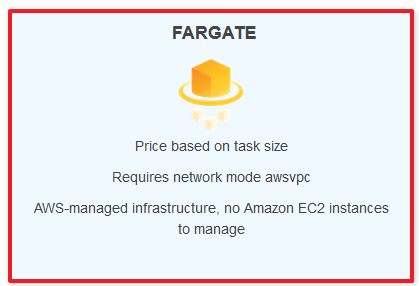 FARGATE
Price based on task size
Requires network mode awsvpc
AWS-managed infrastructure, no Amazon EC2 instances
to manage